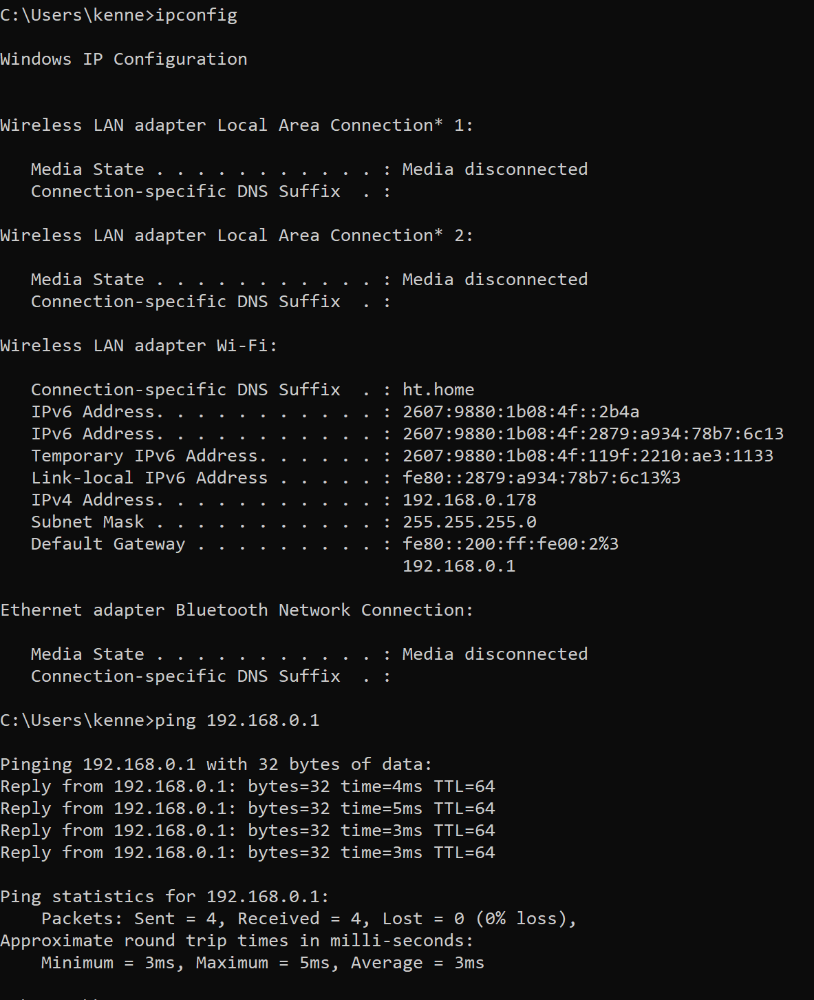 C:\Users\kenne>ipconfig
Windows IP Configuration
Wireless LAN adapter Local Area Connection* 1:
   Media State . . . . . . . . . . . : Media disconnected
   Connection-specific DNS Suffix  . :
Wireless LAN adapter Local Area Connection* 2:
   Media State . . . . . . . . . . . : Media disconnected
   Connection-specific DNS Suffix  . :
Wireless LAN adapter Wi-Fi:
   Connection-specific DNS Suffix  . : ht.home
   IPv6 Address. . . . . . . . . . . : 2607:9880:1b08:4f::2b4a
   IPv6 Address. . . . . . . . . . . : 2607:9880:1b08:4f:2879:a934:78b7:6c13
   Temporary IPv6 Address. . . . . . : 2607:9880:1b08:4f:119f:2210:ae3:1133
   Link-local IPv6 Address . . . . . : fe80::2879:a934:78b7:6c13%3
   IPv4 Address. . . . . . . . . . . : 192.168.0.178
   Subnet Mask . . . . . . . . . . . : 255.255.255.0
   Default Gateway . . . . . . . . . : fe80::200:ff:fe00:2%3
                                       192.168.0.1
Ethernet adapter Bluetooth Network Connection:
   Media State . . . . . . . . . . . : Media disconnected
   Connection-specific DNS Suffix  . :
C:\Users\kenne>ping 192.168.0.1
Pinging 192.168.0.1 with 32 bytes of data:
Reply from 192.168.0.1: bytes=32 time=4ms TTL=64
Reply from 192.168.0.1: bytes=32 time=5ms TTL=64
Reply from 192.168.0.1: bytes=32 time=3ms TTL=64
Reply from 192.168.0.1: bytes=32 time=3ms TTL=64
Ping statistics for 192.168.0.1:
    Packets: Sent = 4, Received = 4, Lost = 0 (0% loss),
Approximate round trip times in milli-seconds:
    Minimum = 3ms, Maximum = 5ms, Average = 3ms